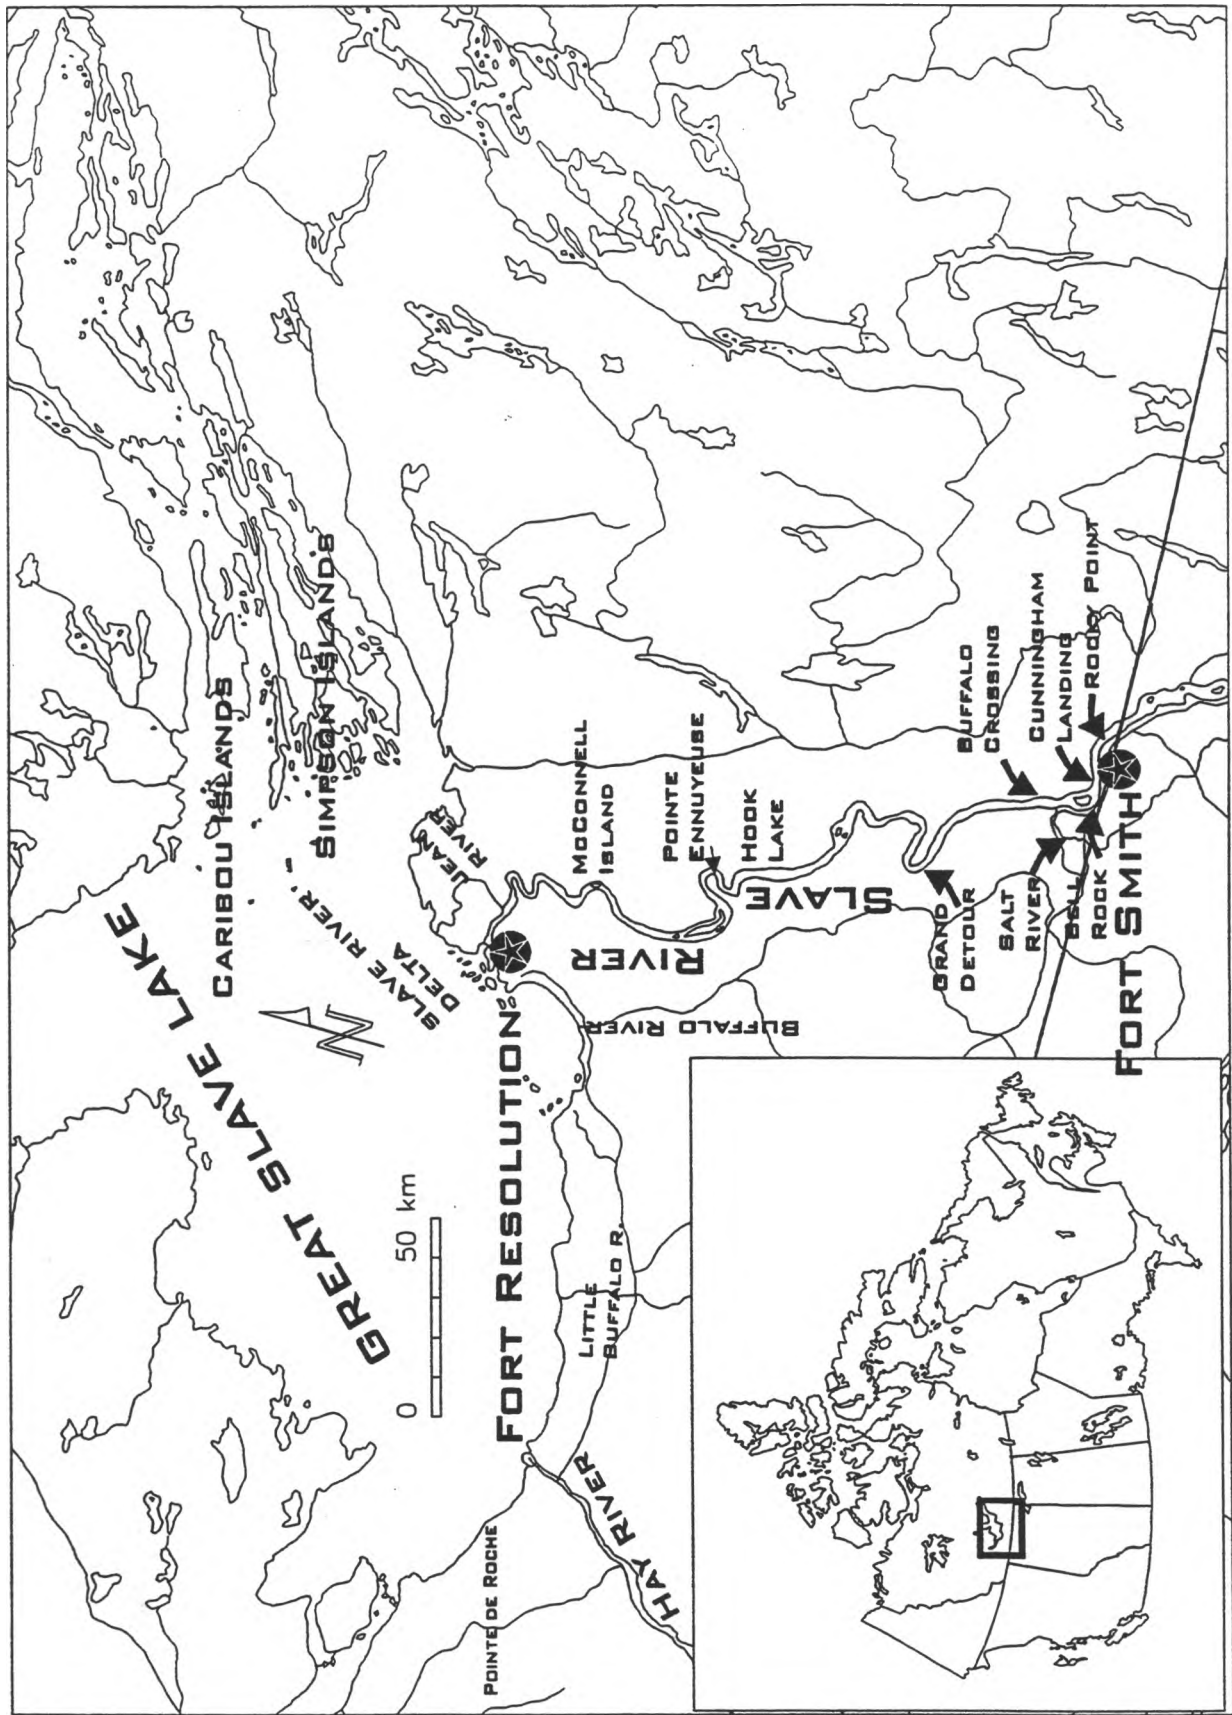 GREAT SLAVE LAKE
CARIBOU ISLANDS
SIMPSON ISLANDS
SLAVE RIVER
DELTA
JEAN
RIVER
N
0 50 km
FORT RESOLUTION
McCONNELL
ISLAND
POINTE
ENNUYEUSE
HOOK
LAKE
SLAVE
RIVER
BUFFALO RIVER
LITTLE
BUFFALO R.
HAY RIVER
POINTE DE ROCHE
BUFFALO
CROSSING
CUNNINGHAM
LANDING
ROCKY POINT
GRAND
DETOUR
SALT
RIVER
BELL
ROCK
FORT SMITH